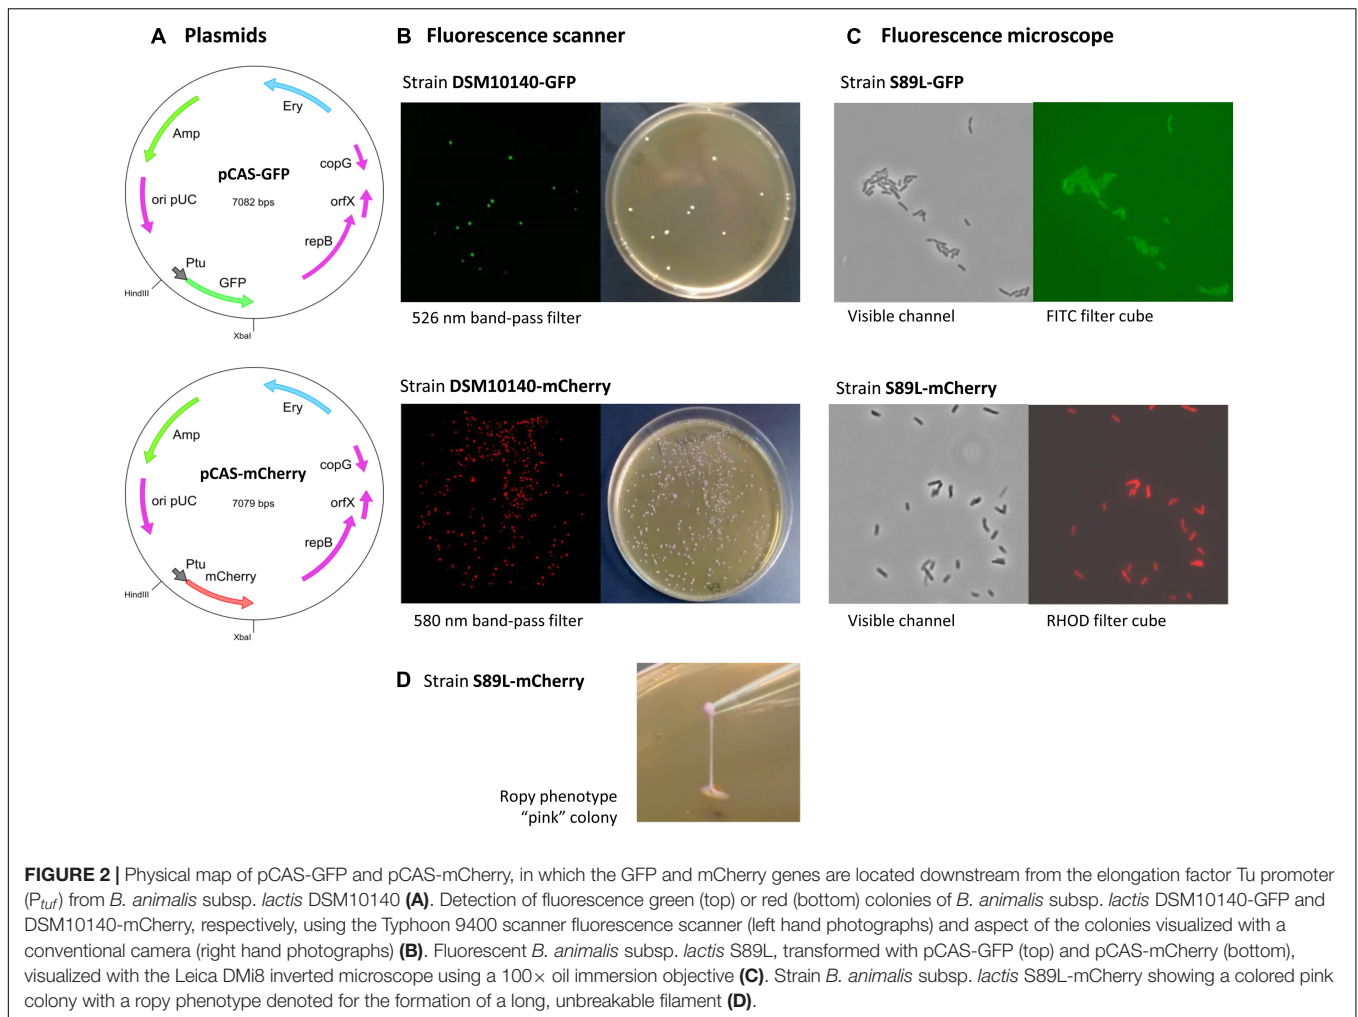 A Plasmids
B Fluorescence scanner
C Fluorescence microscope
Ery
Amp
copG
pCAS-GFP
ori pUC
7082 bps
orfX
repB
Ptu
GFP
HindIII
XbaI
Strain DSM10140-GFP
526 nm band-pass filter
Strain S89L-GFP
Visible channel
FITC filter cube
Ery
Amp
copG
pCAS-mCherry
ori pUC
7079 bps
orfX
repB
Ptu
mCherry
HindIII
XbaI
Strain DSM10140-mCherry
580 nm band-pass filter
Strain S89L-mCherry
Visible channel
RHOD filter cube
D Strain S89L-mCherry
Ropy phenotype
“pink” colony
FIGURE 2 | Physical map of pCAS-GFP and pCAS-mCherry, in which the GFP and mCherry genes are located downstream from the elongation factor Tu promoter
(Ptuf) from B. animalis subsp. lactis DSM10140 (A). Detection of fluorescence green (top) or red (bottom) colonies of B. animalis subsp. lactis DSM10140-GFP and
DSM10140-mCherry, respectively, using the Typhoon 9400 scanner fluorescence scanner (left hand photographs) and aspect of the colonies visualized with a
conventional camera (right hand photographs) (B). Fluorescent B. animalis subsp. lactis S89L, transformed with pCAS-GFP (top) and pCAS-mCherry (bottom),
visualized with the Leica DMi8 inverted microscope using a 100× oil immersion objective (C). Strain B. animalis subsp. lactis S89L-mCherry showing a colored pink
colony with a ropy phenotype denoted for the formation of a long, unbreakable filament (D).